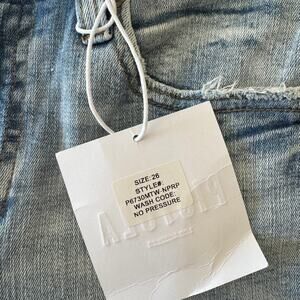 SIZE:26
STYLE#:
P6730MTW-NPRP
WASH CODE:
NO PRESSURE